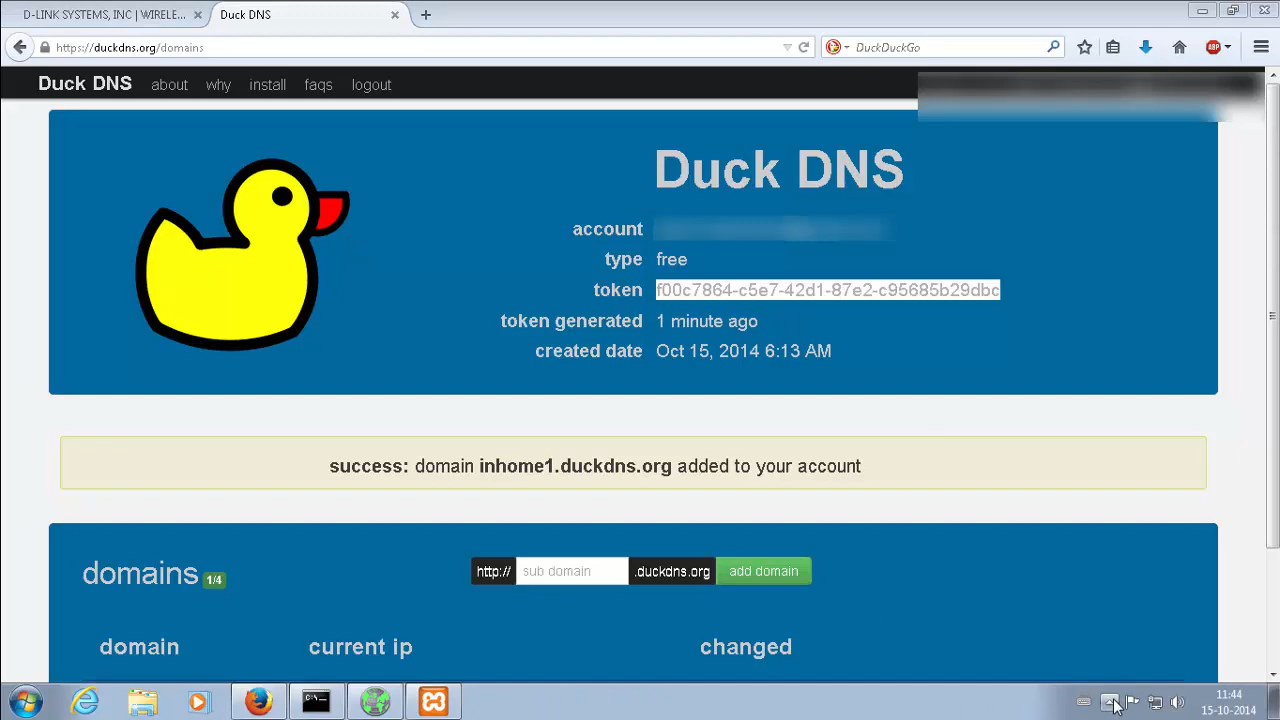 D-LINK SYSTEMS, INC | WIRELE...
Duck DNS
https://duckdns.org/domains
DuckDuckGo
ABP
Duck DNS about why install faqs logout
Duck DNS
account
type free
token f00c7864-c5e7-42d1-87e2-c95685b29dbc
token generated 1 minute ago
created date Oct 15, 2014 6:13 AM
success: domain inhome1.duckdns.org added to your account
domains 1/4 http:// sub domain .duckdns.org add domain
domain current ip changed
11:44
15-10-2014